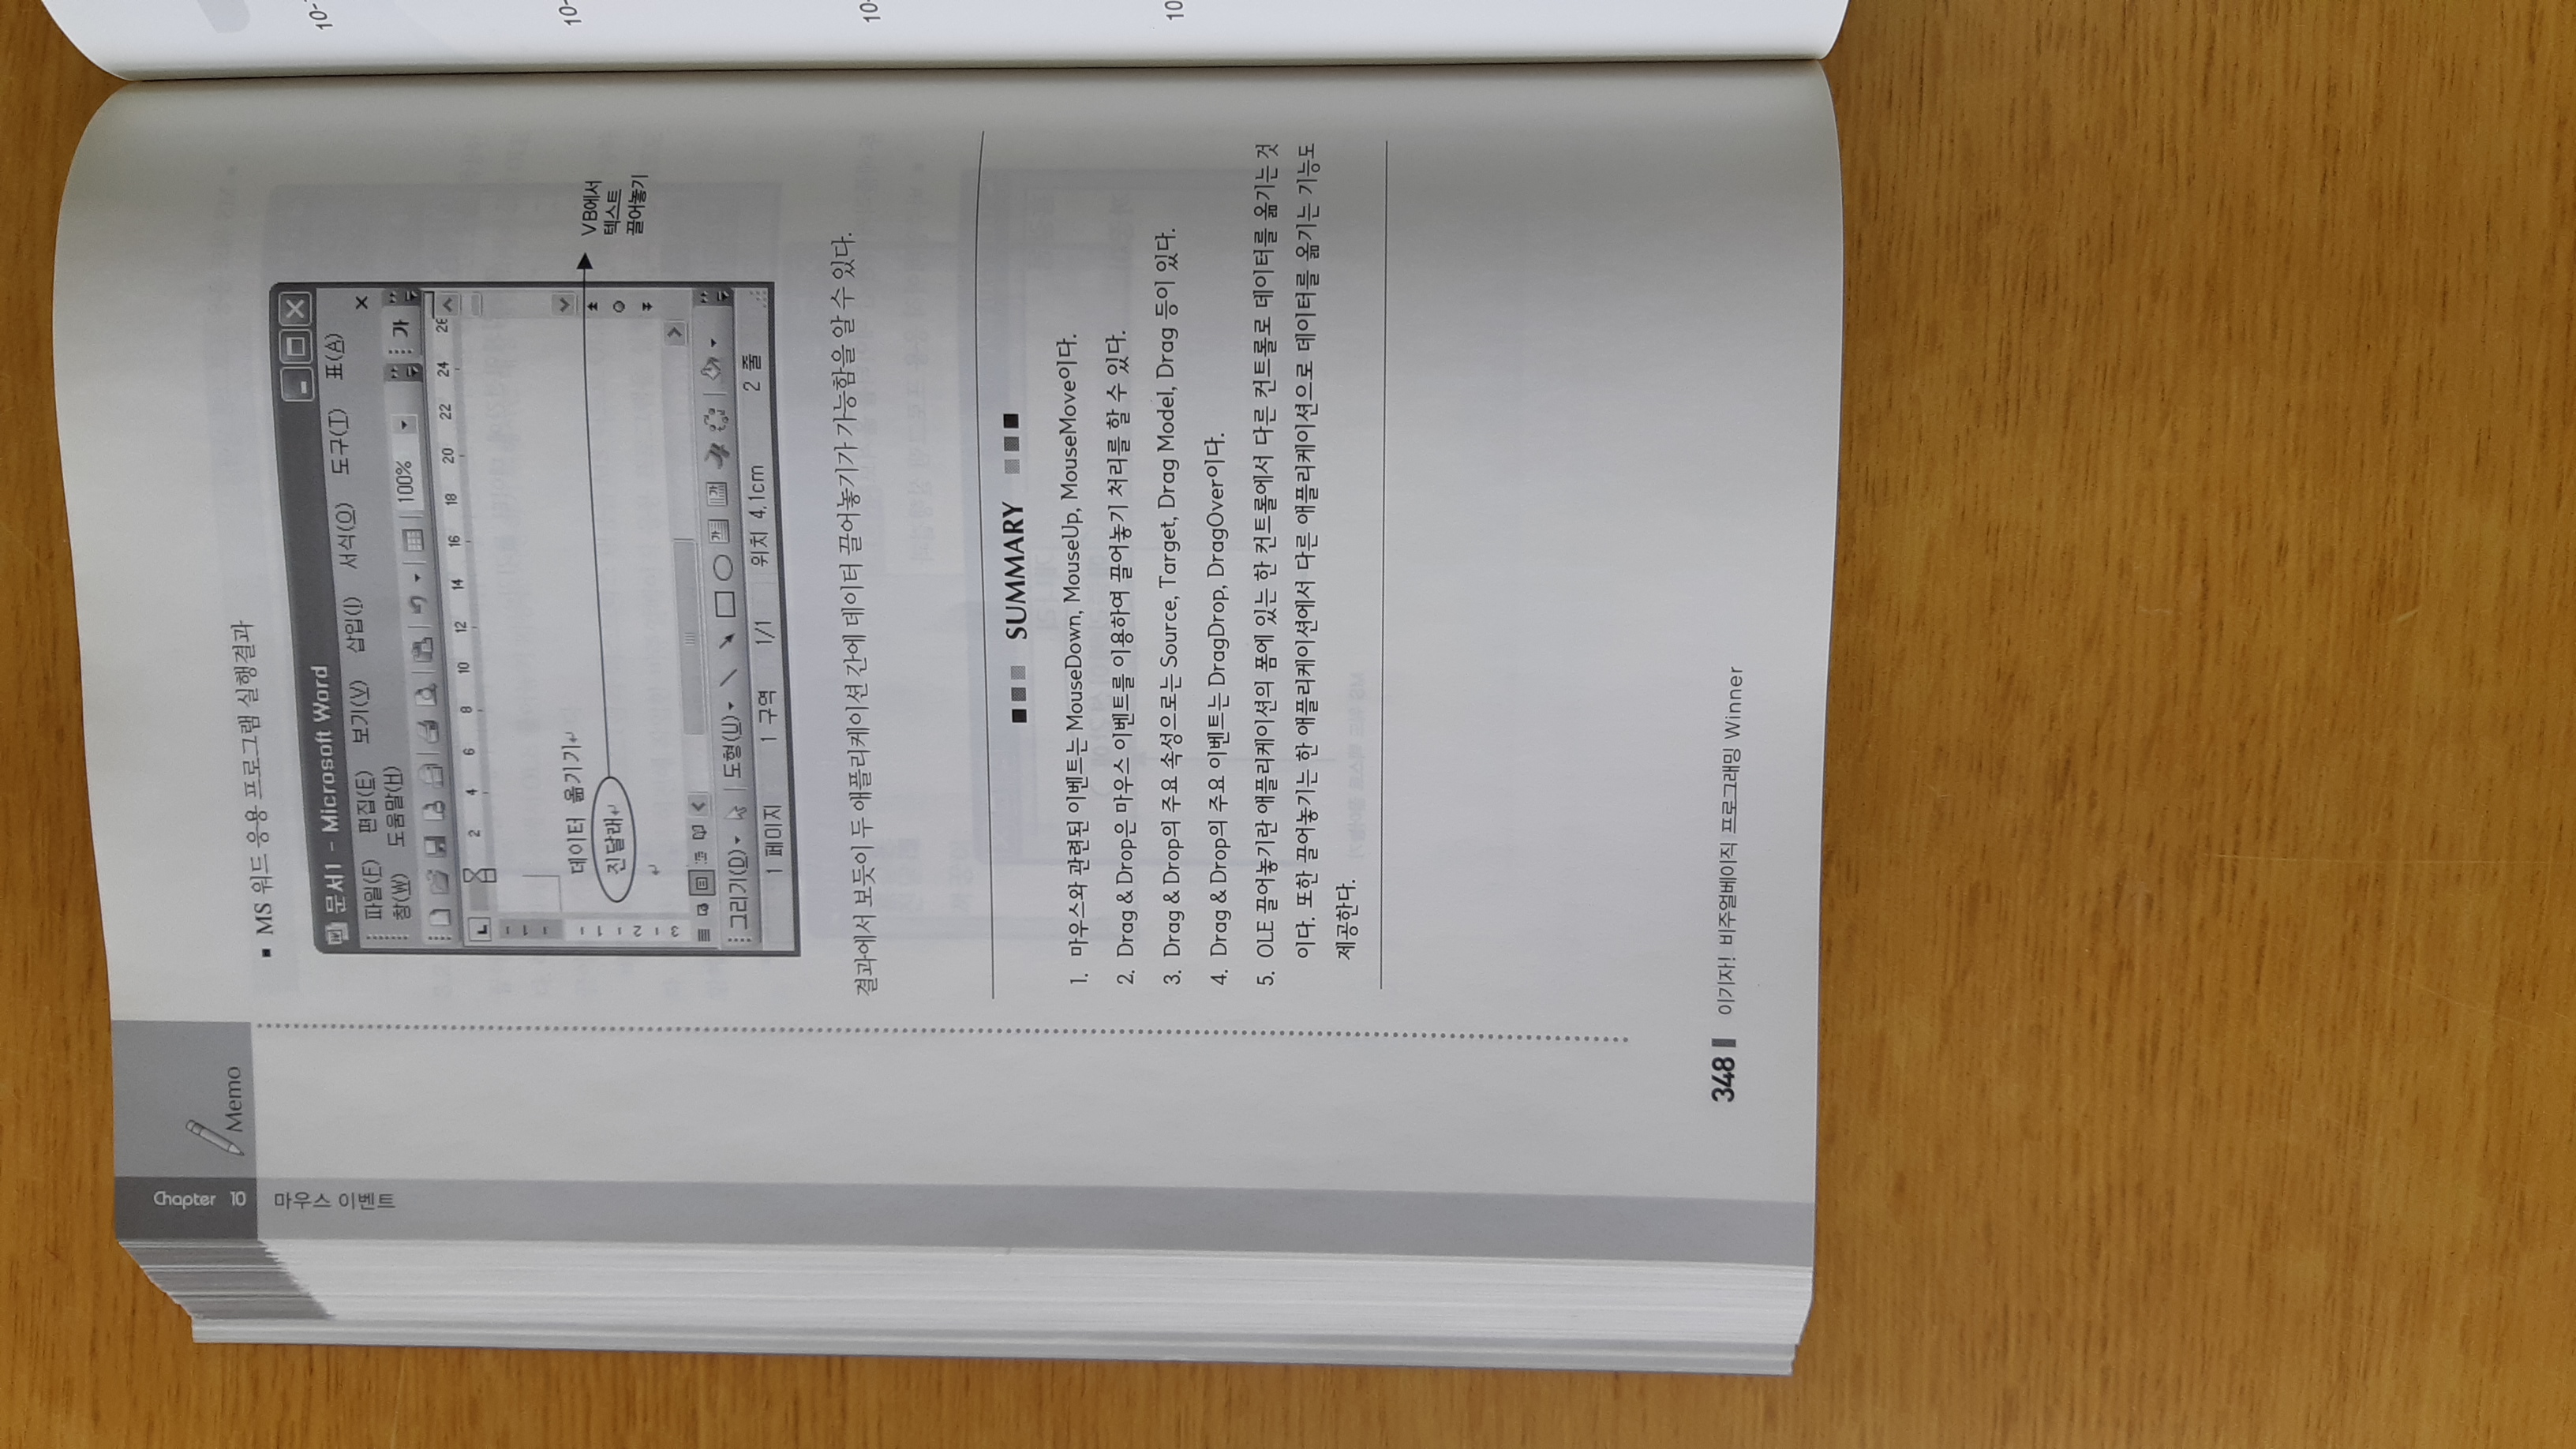 Chapter 10 마우스 이벤트
Memo
▪ MS 워드 응용 프로그램 실행결과
문서1 - Microsoft Word
파일(F) 편집(E) 보기(V) 삽입(I) 서식(O) 도구(T) 표(A)
창(W) 도움말(H)
100% 가
2 4 6 8 10 12 14 16 18 20 22 24 26
데이터 옮기기
진달래
VB에서
텍스트
끌어놓기
1 2 3
그리기(D) 도형(U)
1 페이지 1 구역 1/1 위치 4.1cm 2 줄
결과에서 보듯이 두 애플리케이션 간에 데이터 끌어놓기가 가능함을 알 수 있다.
SUMMARY
1. 마우스와 관련된 이벤트는 MouseDown, MouseUp, MouseMove이다.
2. Drag & Drop은 마우스 이벤트를 이용하여 끌어놓기 처리를 할 수 있다.
3. Drag & Drop의 주요 속성으로는 Source, Target, Drag Model, Drag 등이 있다.
4. Drag & Drop의 주요 이벤트는 DragDrop, DragOver이다.
5. OLE 끌어놓기란 애플리케이션의 폼에 있는 한 컨트롤에서 다른 컨트롤로 데이터를 옮기는 것
이다. 또한 끌어놓기는 한 애플리케이션에서 다른 애플리케이션으로 데이터를 옮기는 기능도
제공한다.
348 이기자! 비주얼베이직 프로그래밍 Winner